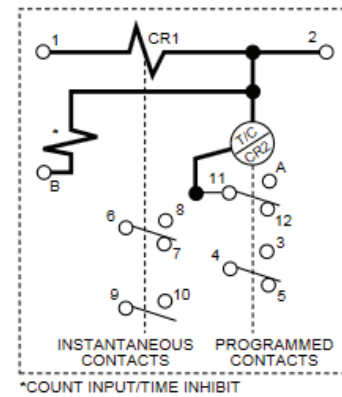 1 CR1 2
*
T/C
CR2
B
A
11
12
6 8
7
3
4
5
9 10
INSTANTANEOUS PROGRAMMED
CONTACTS CONTACTS
*COUNT INPUT/TIME INHIBIT